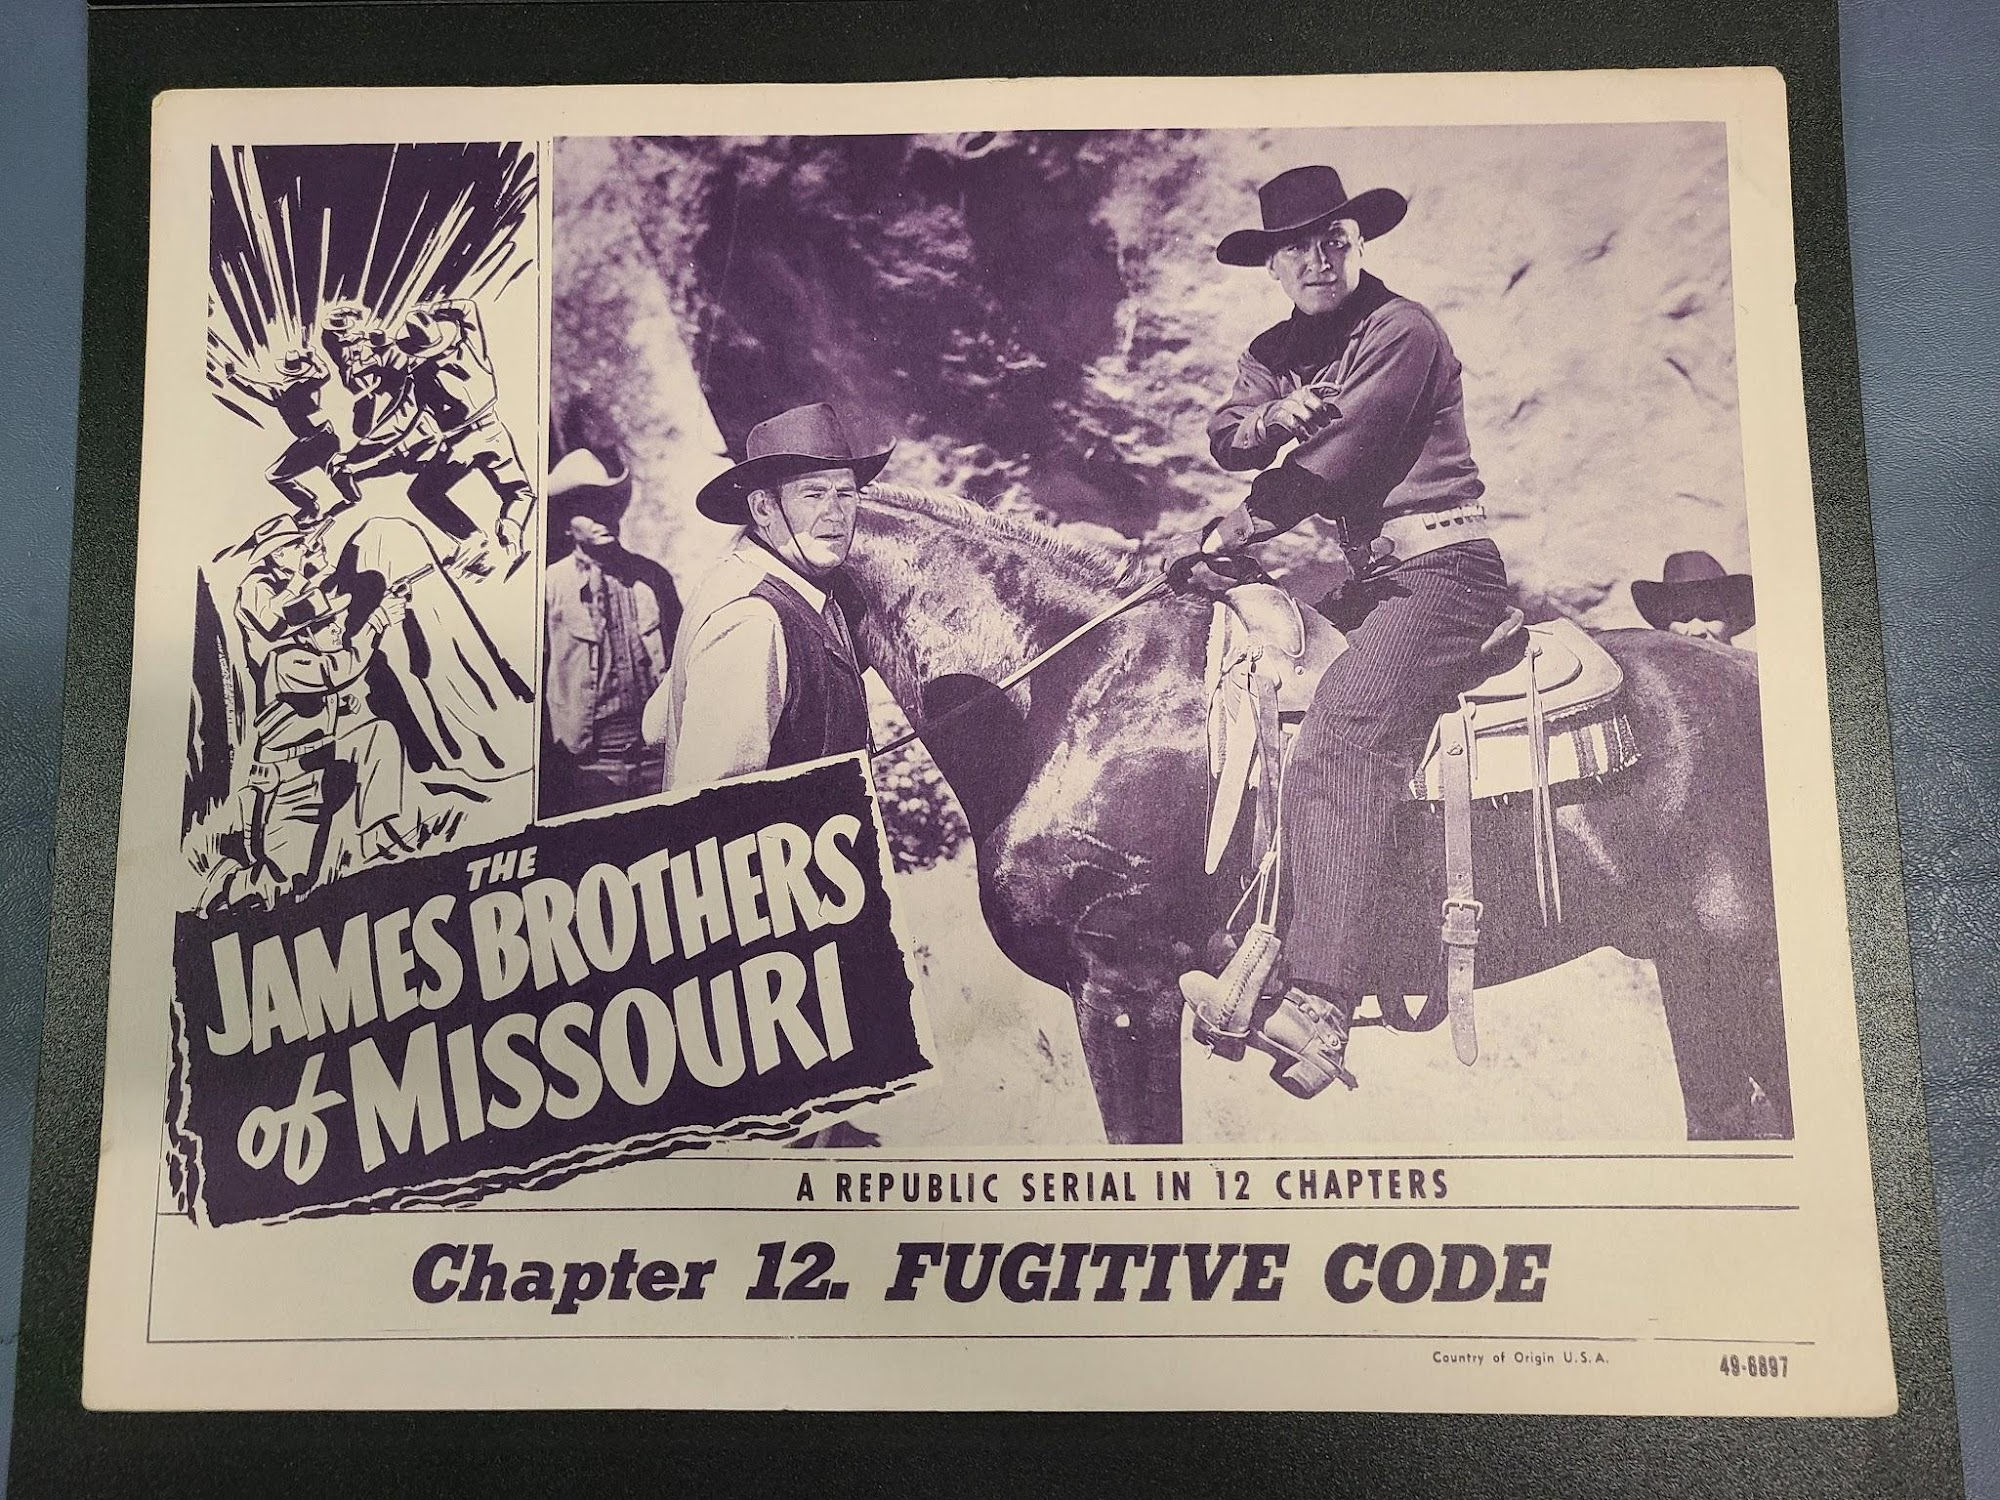 THE
JAMES BROTHERS
of MISSOURI
A REPUBLIC SERIAL IN 12 CHAPTERS
Chapter 12. FUGITIVE CODE
Country of Origin U.S.A.
49-6897